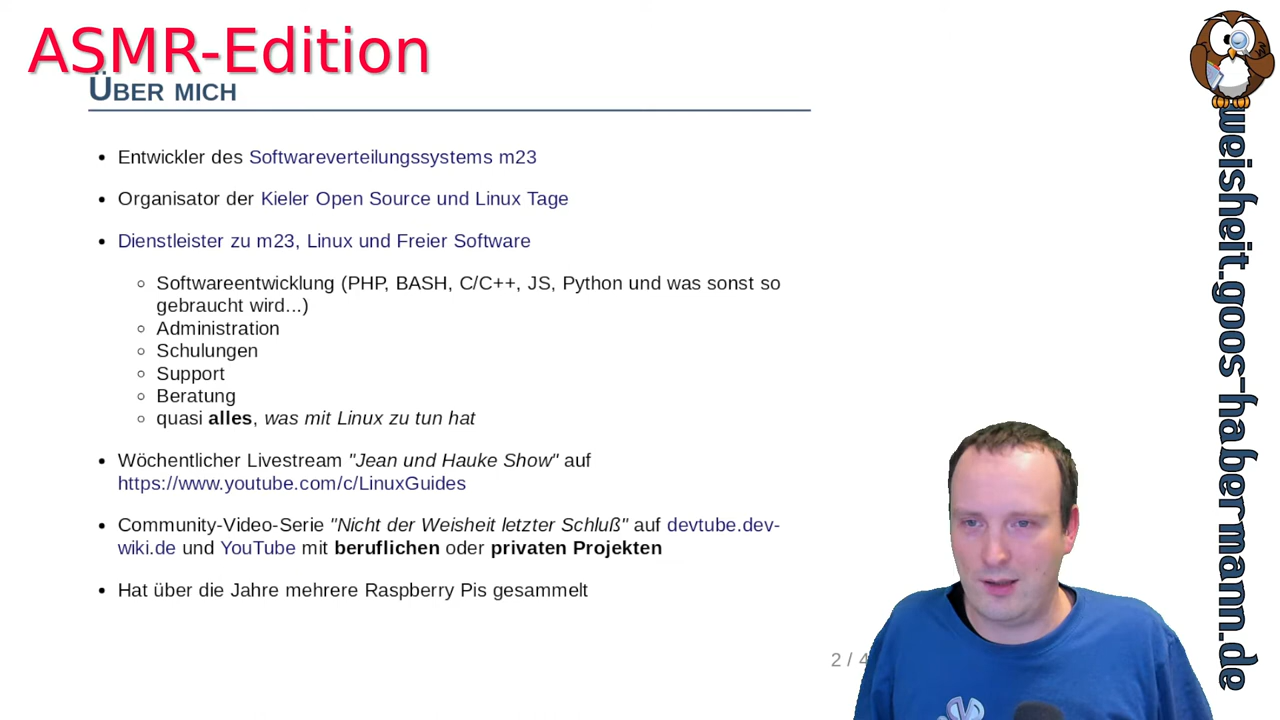 ASMR-Edition
ÜBER MICH
• Entwickler des Softwareverteilungssystems m23
• Organisator der Kieler Open Source und Linux Tage
• Dienstleister zu m23, Linux und Freier Software
◦ Softwareentwicklung (PHP, BASH, C/C++, JS, Python und was sonst so
gebraucht wird...)
◦ Administration
◦ Schulungen
◦ Support
◦ Beratung
◦ quasi alles, was mit Linux zu tun hat
• Wöchentlicher Livestream "Jean und Hauke Show" auf
https://www.youtube.com/c/LinuxGuides
• Community-Video-Serie "Nicht der Weisheit letzter Schluß" auf devtube.dev-
wiki.de und YouTube mit beruflichen oder privaten Projekten
• Hat über die Jahre mehrere Raspberry Pis gesammelt
2 / 4
weisheit.goos-habermann.de